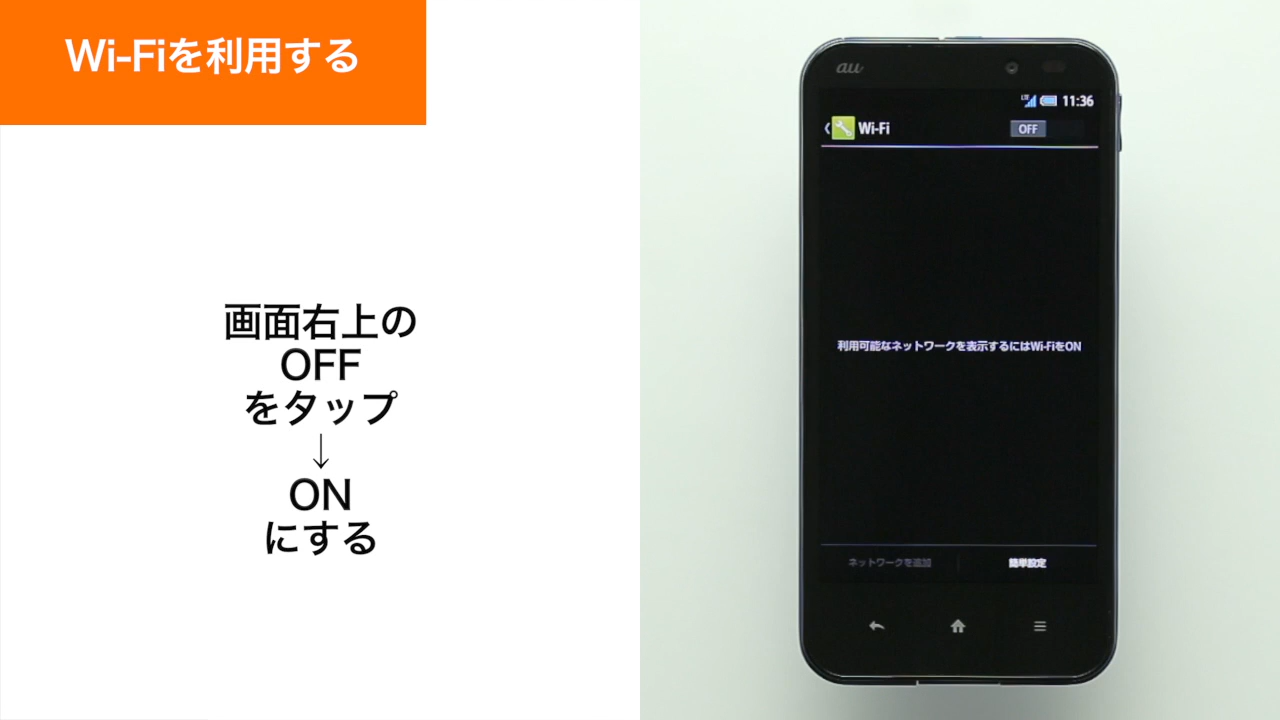 Wi-Fiを利用する
画面右上の
OFF
をタップ
↓
ON
にする
au
LTE 11:36
Wi-Fi OFF
利用可能なネットワークを表示するにはWi-FiをON
ネットワークを追加 簡単設定